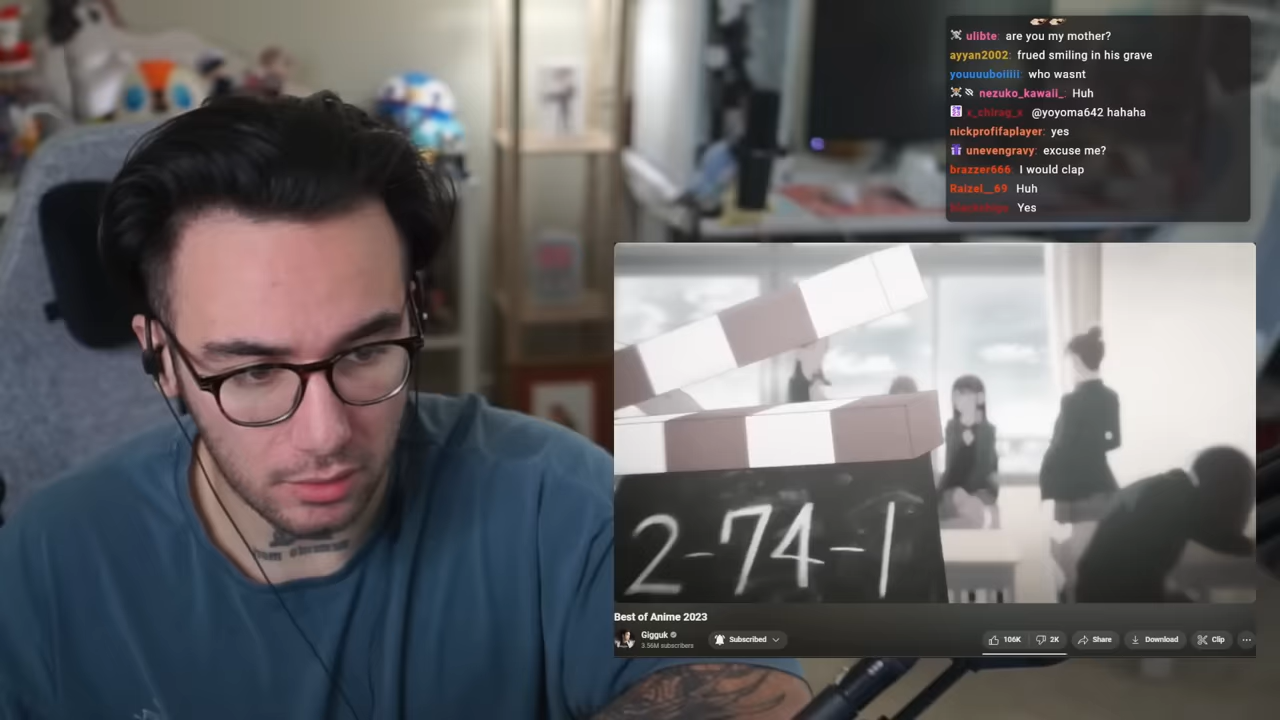 ulibte: are you my mother?
ayyan2002: frued smiling in his grave
youuuuboiiiii: who wasnt
nezuko_kawaii_: Huh
x_chirag_x @yoyoma642 hahaha
nickprofifaplayer: yes
unevengravy: excuse me?
brazzer666: I would clap
Raizel__69 Huh
Yes
2-74-1
Best of Anime 2023
Gigguk
3.56M subscribers
Subscribed
106K
2K
Share
Download
Clip